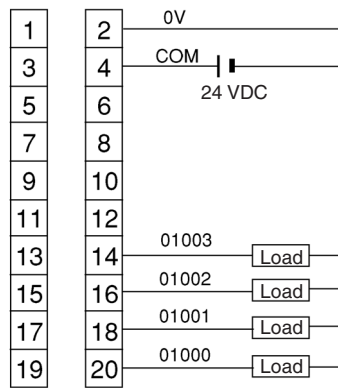 1 2 0V
3 4 COM
24 VDC
5 6
7 8
9 10
11 12
01003
13 14 Load
01002
15 16 Load
01001
17 18 Load
01000
19 20 Load